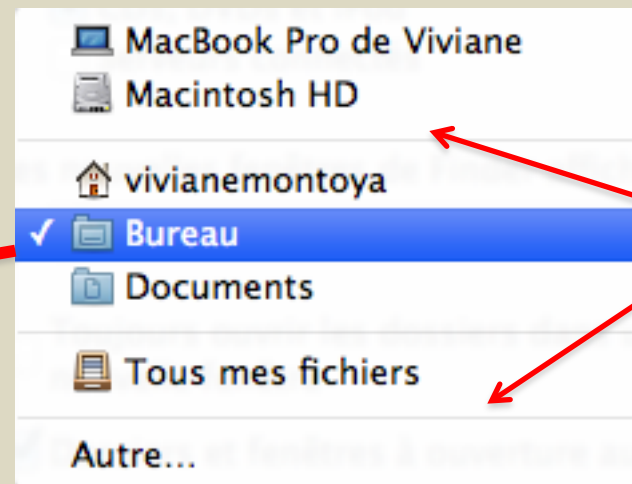 MacBook Pro de Viviane
Macintosh HD
vivianemontoya
✓ Bureau
Documents
Tous mes fichiers
Autre...